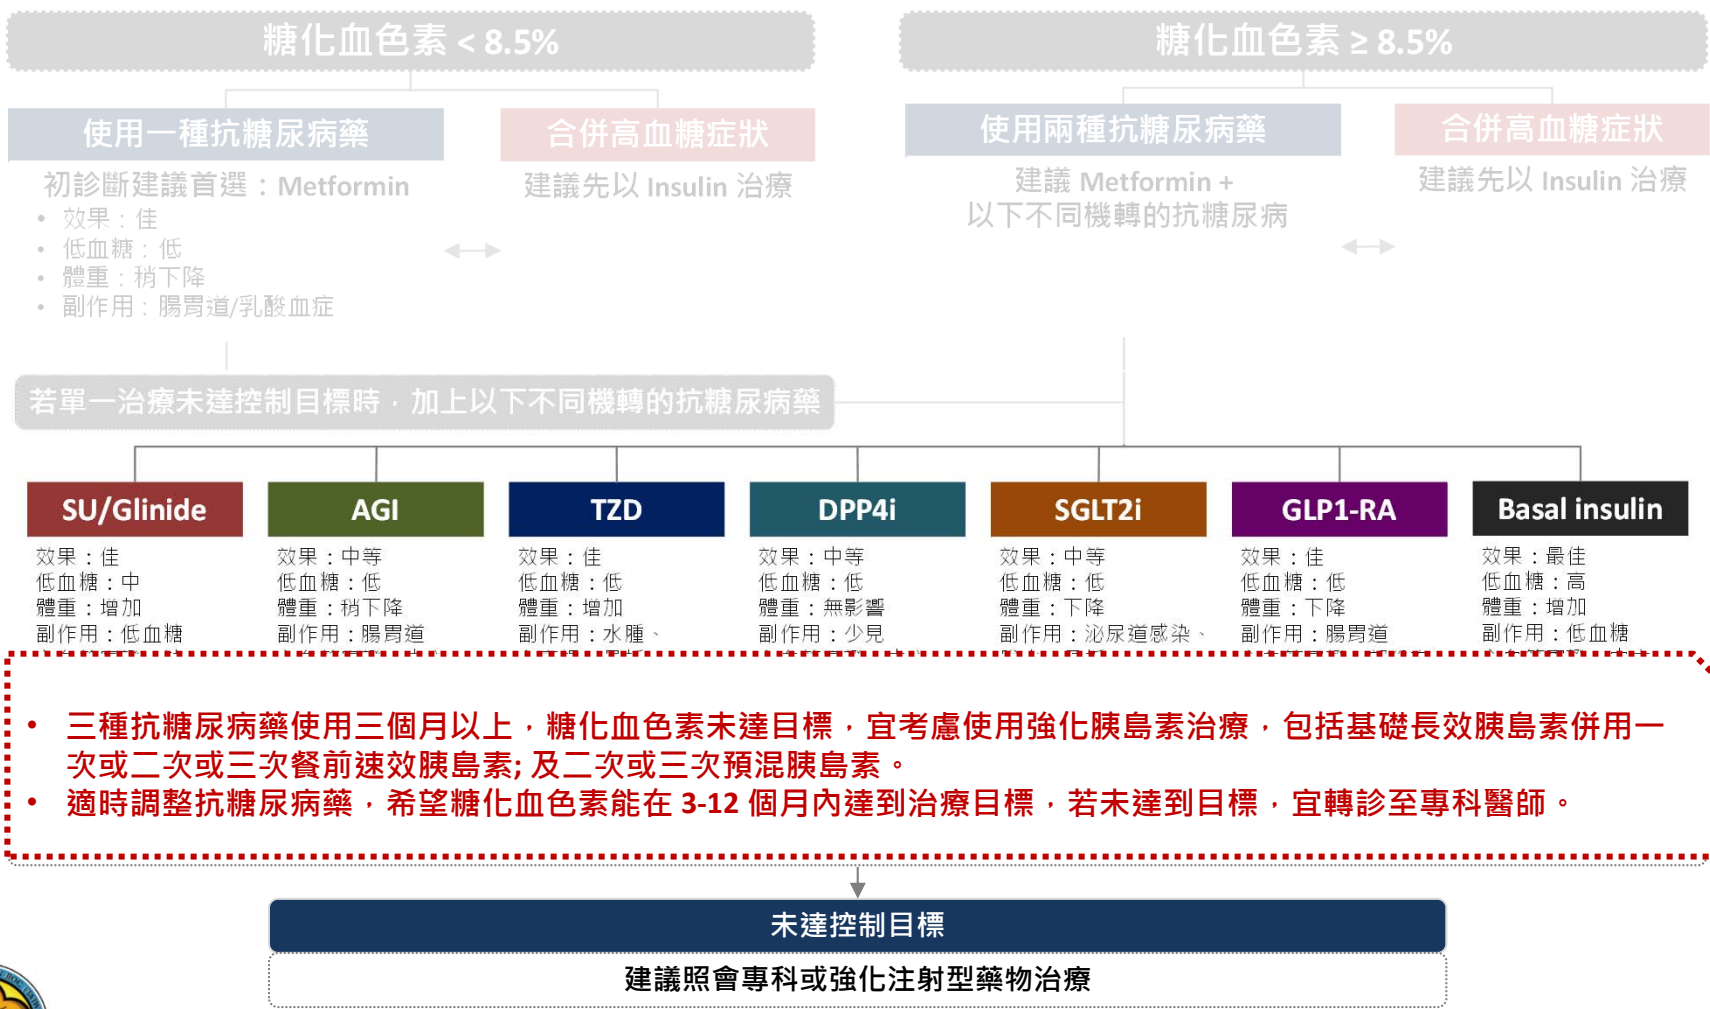 糖化血色素 < 8.5%
糖化血色素 ≥ 8.5%
使用一種抗糖尿病藥
合併高血糖症狀
使用兩種抗糖尿病藥
合併高血糖症狀
初診斷建議首選：Metformin
• 效果：佳
• 低血糖：低
• 體重：稍下降
• 副作用：腸胃道/乳酸血症
建議先以 Insulin 治療
建議 Metformin +
以下不同機轉的抗糖尿病
建議先以 Insulin 治療
若單一治療未達控制目標時，加上以下不同機轉的抗糖尿病藥
SU/Glinide
效果：佳
低血糖：中
體重：增加
副作用：低血糖
AGI
效果：中等
低血糖：低
體重：稍下降
副作用：腸胃道
TZD
效果：佳
低血糖：低
體重：增加
副作用：水腫、
DPP4i
效果：中等
低血糖：低
體重：無影響
副作用：少見
SGLT2i
效果：中等
低血糖：低
體重：下降
副作用：泌尿道感染、
GLP1-RA
效果：佳
低血糖：低
體重：下降
副作用：腸胃道
Basal insulin
效果：最佳
低血糖：高
體重：增加
副作用：低血糖
• 三種抗糖尿病藥使用三個月以上，糖化血色素未達目標，宜考慮使用強化胰島素治療，包括基礎長效胰島素併用一
次或二次或三次餐前速效胰島素; 及二次或三次預混胰島素。
• 適時調整抗糖尿病藥，希望糖化血色素能在 3-12 個月內達到治療目標，若未達到目標，宜轉診至專科醫師。
未達控制目標
建議照會專科或強化注射型藥物治療